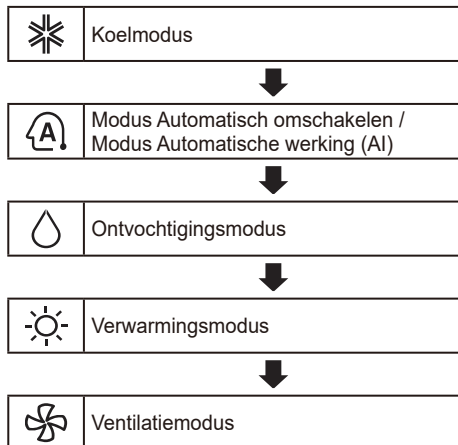 Koelmodus
A
Modus Automatisch omschakelen /
Modus Automatische werking (AI)
Ontvochtigingsmodus
Verwarmingsmodus
Ventilatiemodus